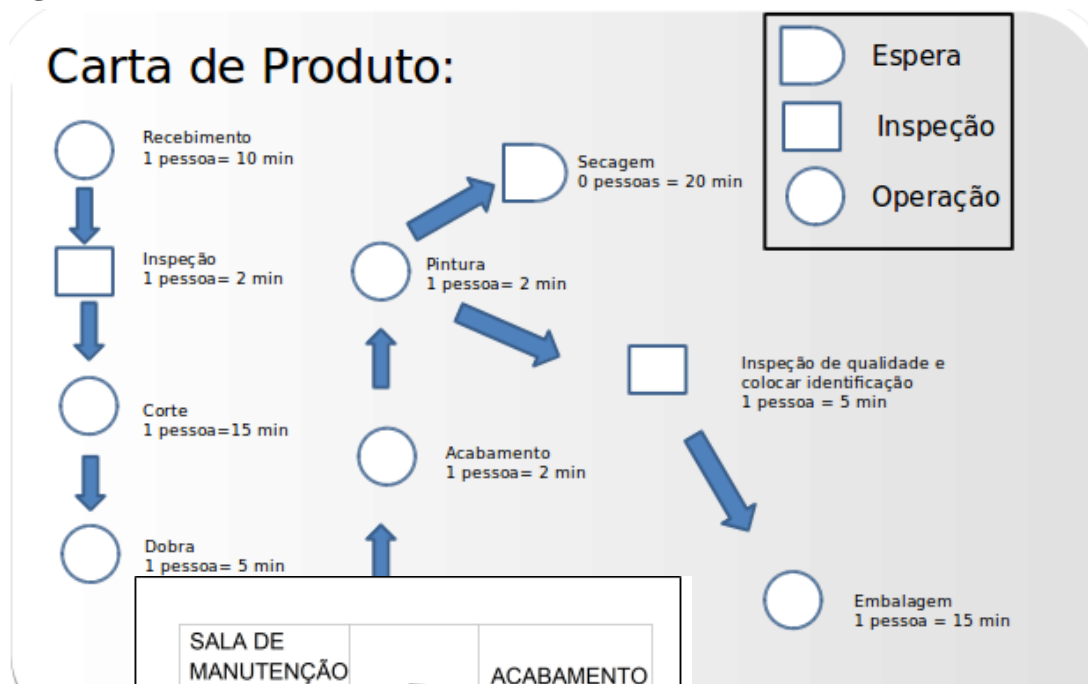 Carta de Produto:
Espera
Inspeção
Operação
Recebimento
1 pessoa= 10 min
Inspeção
1 pessoa= 2 min
Corte
1 pessoa=15 min
Dobra
1 pessoa= 5 min
Acabamento
1 pessoa= 2 min
Pintura
1 pessoa= 2 min
Secagem
0 pessoas = 20 min
Inspeção de qualidade e
colocar identificação
1 pessoa = 5 min
Embalagem
1 pessoa = 15 min
SALA DE
MANUTENÇÃO
ACABAMENTO